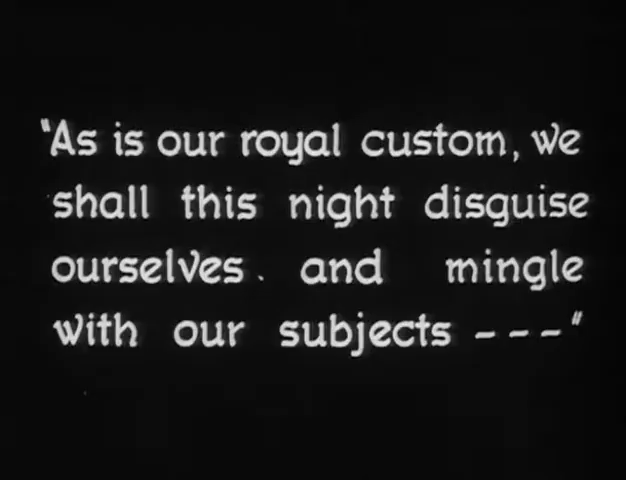 "As is our royal custom, we
shall this night disguise
ourselves. and mingle
with our subjects ---"